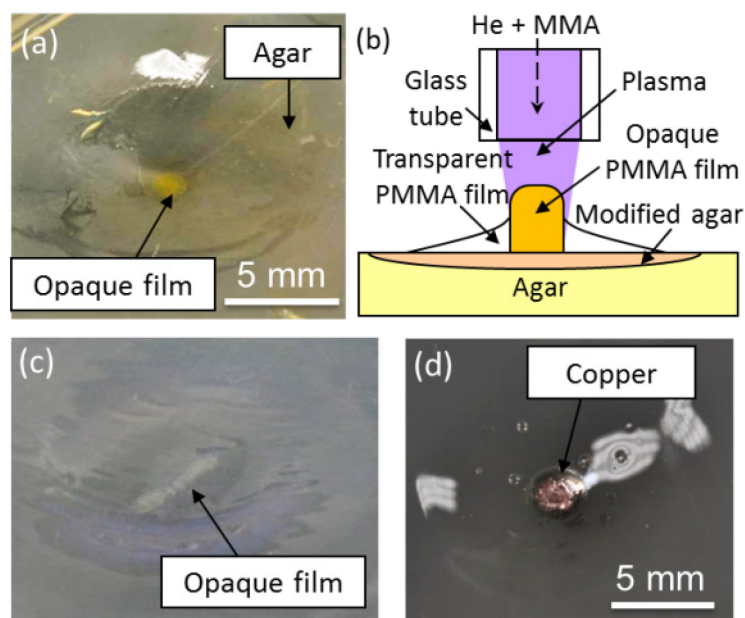 (a)
Agar
Opaque film
5 mm
(b)
He + MMA
Glass
tube
Plasma
Transparent
PMMA film
Opaque
PMMA film
Modified agar
Agar
(c)
Opaque film
(d)
Copper
5 mm